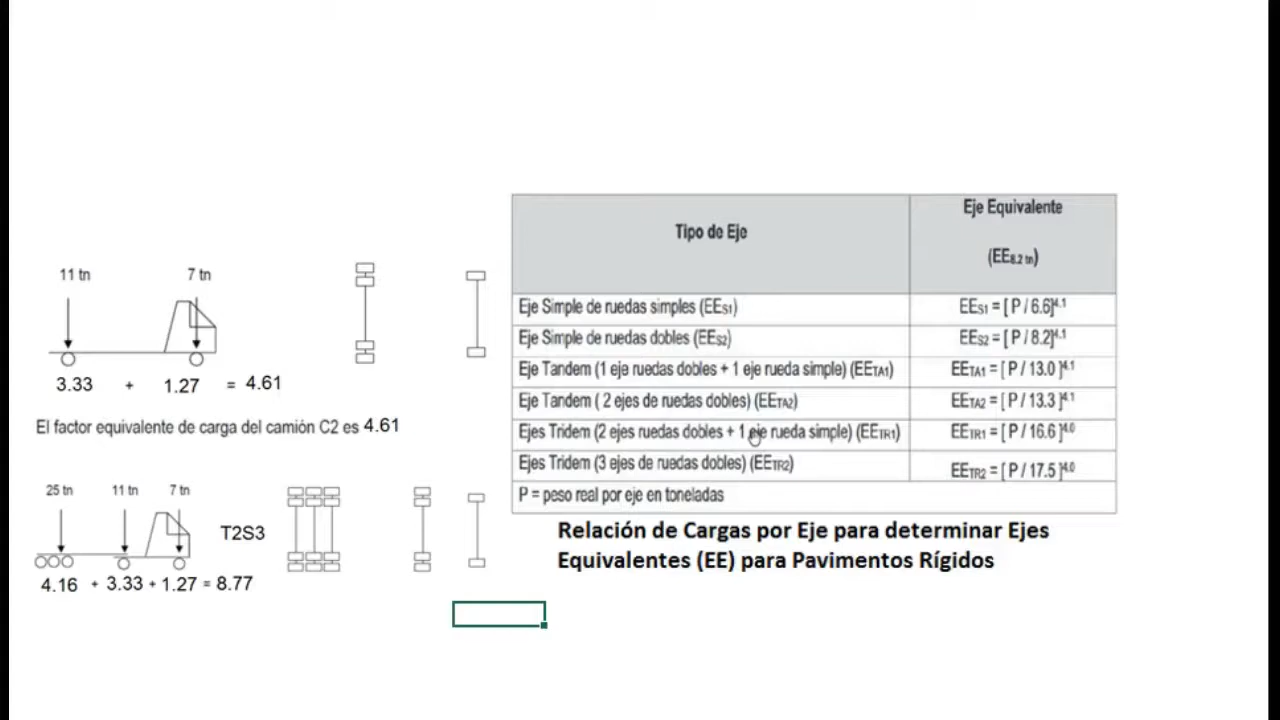 11 tn 7 tn
3.33 + 1.27 = 4.61
El factor equivalente de carga del camión C2 es 4.61
25 tn 11 tn 7 tn
T2S3
4.16 + 3.33 + 1.27 = 8.77
Tipo de Eje
Eje Equivalente
(EE8.2 tn)
Eje Simple de ruedas simples (EES1) EES1 = [ P / 6.6]4.1
Eje Simple de ruedas dobles (EES2) EES2 = [ P / 8.2]4.1
Eje Tandem (1 eje ruedas dobles + 1 eje rueda simple) (EETA1) EETA1 = [ P / 13.0 ]4.1
Eje Tandem ( 2 ejes de ruedas dobles) (EETA2) EETA2 = [ P / 13.3 ]4.1
Ejes Tridem (2 ejes ruedas dobles + 1 eje rueda simple) (EETR1) EETR1 = [ P / 16.6 ]4.0
Ejes Tridem (3 ejes de ruedas dobles) (EETR2) EETR2 = [ P / 17.5 ]4.0
P = peso real por eje en toneladas
Relación de Cargas por Eje para determinar Ejes
Equivalentes (EE) para Pavimentos Rígidos